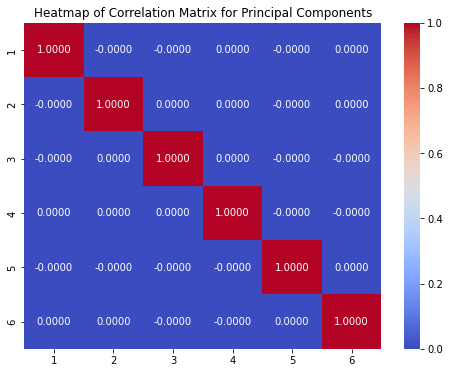 Heatmap of Correlation Matrix for Principal Components
1 1.0000 -0.0000 -0.0000 0.0000 -0.0000 0.0000
2 -0.0000 1.0000 0.0000 0.0000 -0.0000 0.0000
3 -0.0000 0.0000 1.0000 0.0000 -0.0000 -0.0000
4 0.0000 0.0000 0.0000 1.0000 -0.0000 -0.0000
5 -0.0000 -0.0000 -0.0000 -0.0000 1.0000 0.0000
6 0.0000 0.0000 -0.0000 -0.0000 0.0000 1.0000
1 2 3 4 5 6
1.0
0.8
0.6
0.4
0.2
0.0